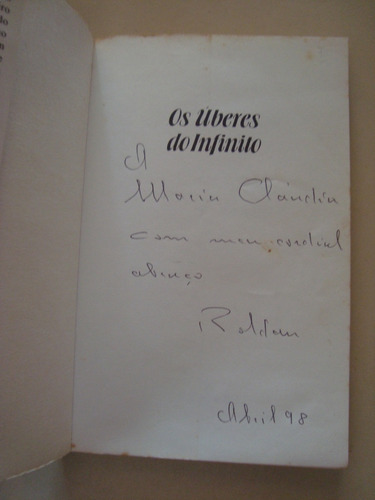 Os Úberes
do Infinito
A
Maria Cláudia
com meu cordial
abraço
Roldan
Abril 98